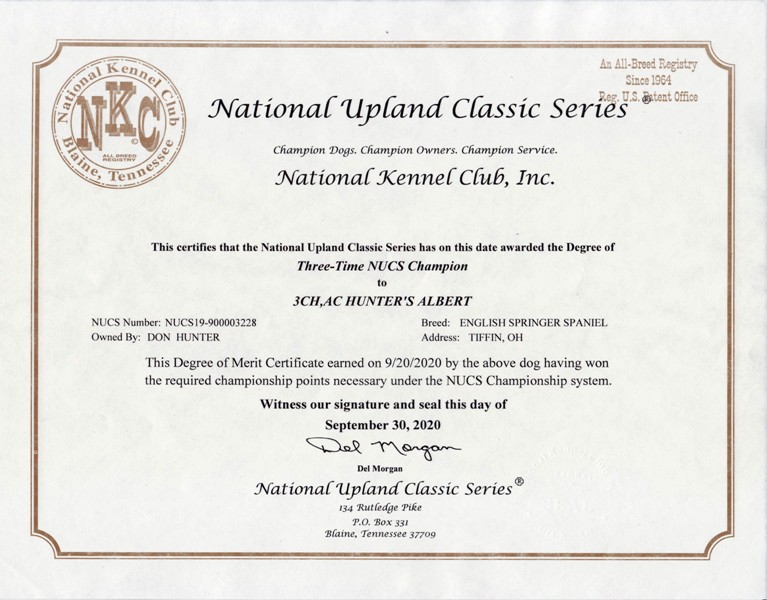 National Kennel Club
NKC
©
ALL BREED
REGISTRY
Blaine, Tennessee
An All-Breed Registry
Since 1964
Reg. U.S. Patent Office
National Upland Classic Series ®
Champion Dogs. Champion Owners. Champion Service.
National Kennel Club, Inc.
This certifies that the National Upland Classic Series has on this date awarded the Degree of
Three-Time NUCS Champion
to
3CH,AC HUNTER'S ALBERT
NUCS Number: NUCS19-900003228
Breed: ENGLISH SPRINGER SPANIEL
Owned By: DON HUNTER
Address: TIFFIN, OH
This Degree of Merit Certificate earned on 9/20/2020 by the above dog having won
the required championship points necessary under the NUCS Championship system.
Witness our signature and seal this day of
September 30, 2020
Del Morgan
Del Morgan
National Upland Classic Series®
134 Rutledge Pike
P.O. Box 331
Blaine, Tennessee 37709